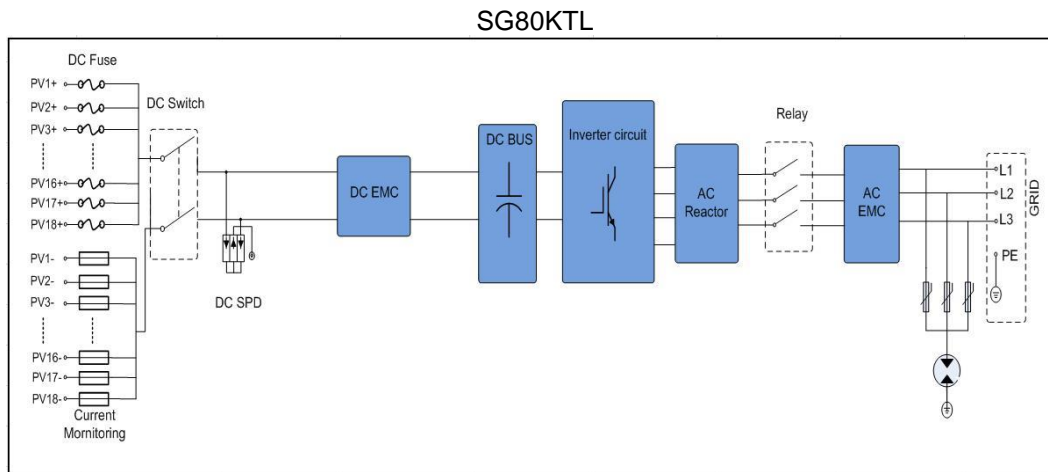 SG80KTL
DC Fuse
PV1+
PV2+
PV3+
PV16+
PV17+
PV18+
PV1-
PV2-
PV3-
PV16-
PV17-
PV18-
Current
Mornitoring
DC Switch
DC SPD
DC EMC
DC BUS
Inverter circuit
AC
Reactor
Relay
AC
EMC
L1
L2
L3
PE
GRID